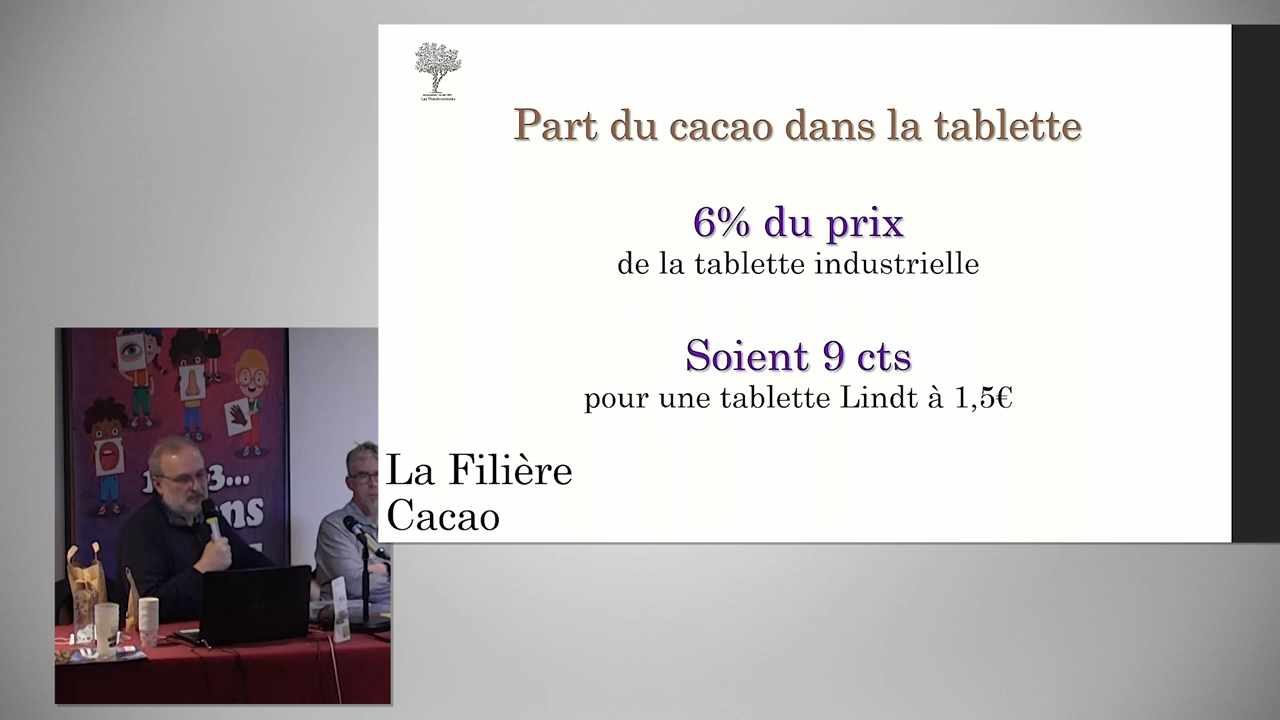 Part du cacao dans la tablette
6% du prix
de la tablette industrielle
Soient 9 cts
pour une tablette Lindt à 1,5€
La Filière
Cacao